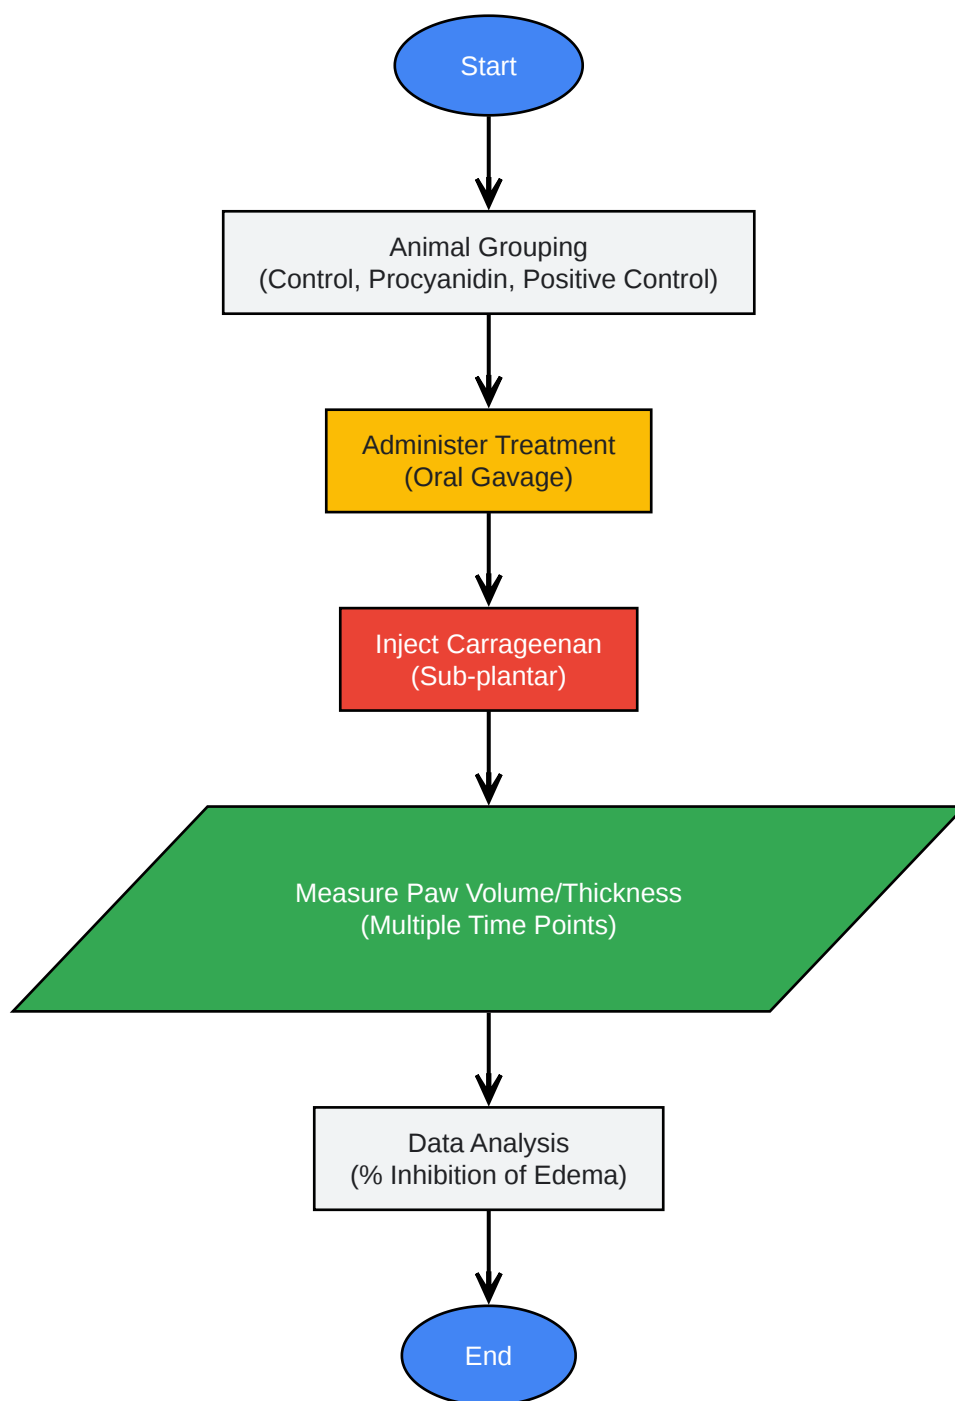 Start
Animal Grouping
(Control, Procyanidin, Positive Control)
Administer Treatment
(Oral Gavage)
Inject Carrageenan
(Sub-plantar)
Measure Paw Volume/Thickness
(Multiple Time Points)
Data Analysis
(% Inhibition of Edema)
End